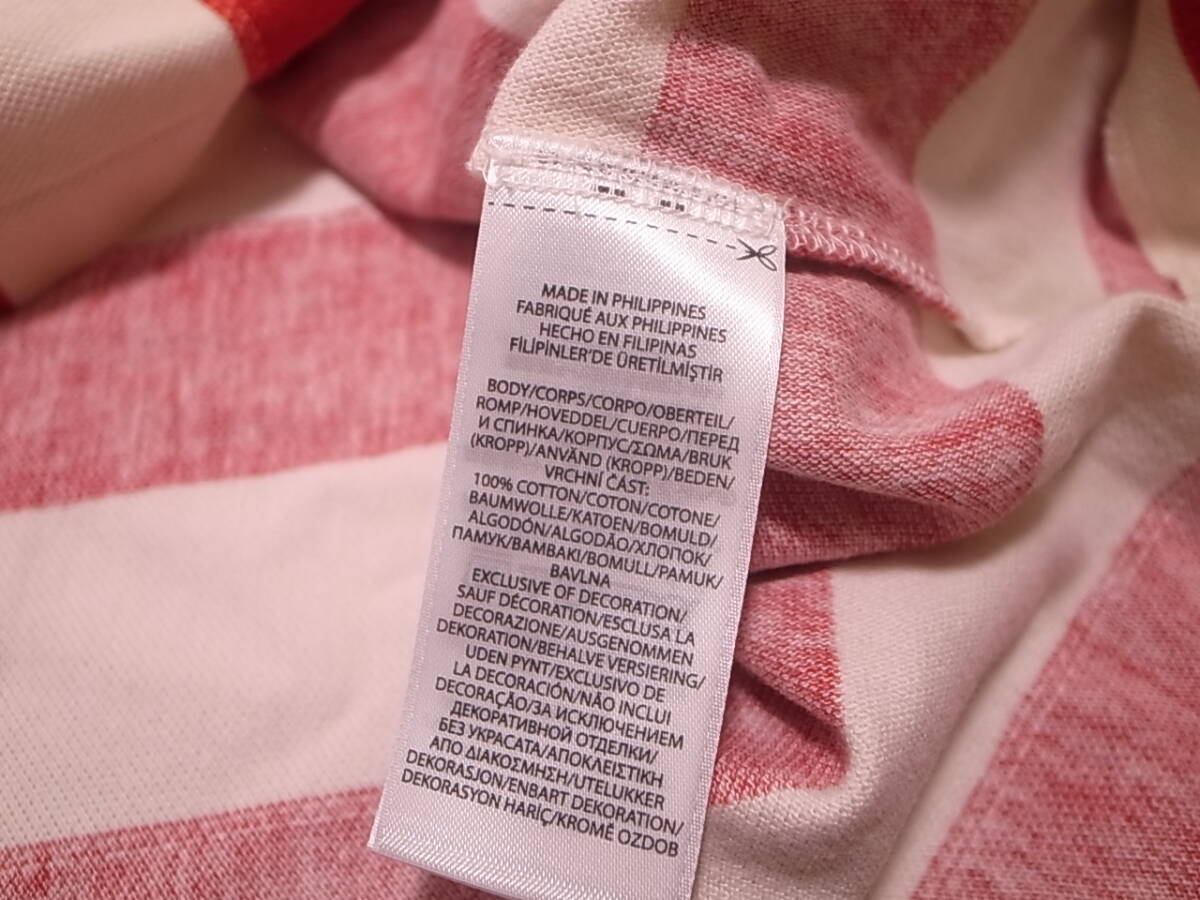 MADE IN PHILIPPINES
FABRIQUÉ AUX PHILIPPINES
HECHO EN FILIPINAS
FİLİPİNLER'DE ÜRETİLMİŞTİR
BODY/CORPS/CORPO/OBERTEIL/
ROMP/HOVEDDEL/CUERPO/ПЕРЕД
И СПИНКА/КОРПУС/ΣΩΜΑ/BRUK
(KROPP)/ANVÄND (KROPP)/BEDEN/
VRCHNÍ ČÁST:
100% COTTON/COTON/COTONE/
BAUMWOLLE/KATOEN/BOMULD/
ALGODÓN/ALGODÃO/ХЛОПОК/
ПАМУК/ΒΑΜΒΑΚΙ/BOMULL/PAMUK/
BAVLNA
EXCLUSIVE OF DECORATION/
SAUF DÉCORATION/ESCLUSA LA
DECORAZIONE/AUSGENOMMEN
DEKORATION/BEHALVE VERSIERING/
UDEN PYNT/EXCLUSIVO DE
LA DECORACIÓN/NÃO INCLUI
DECORAÇÃO/ЗА ИСКЛЮЧЕНИЕМ
ДЕКОРАТИВНОЙ ОТДЕЛКИ/
БЕЗ УКРАСАТА/ΑΠΟΚΛΕΙΣΤΙΚΗ
ΑΠΟ ΔΙΑΚΟΣΜΗΣΗ/UTELUKKER
DEKORASJON/ENBART DEKORATION/
DEKORASYON HARİÇ/KROMĚ OZDOB